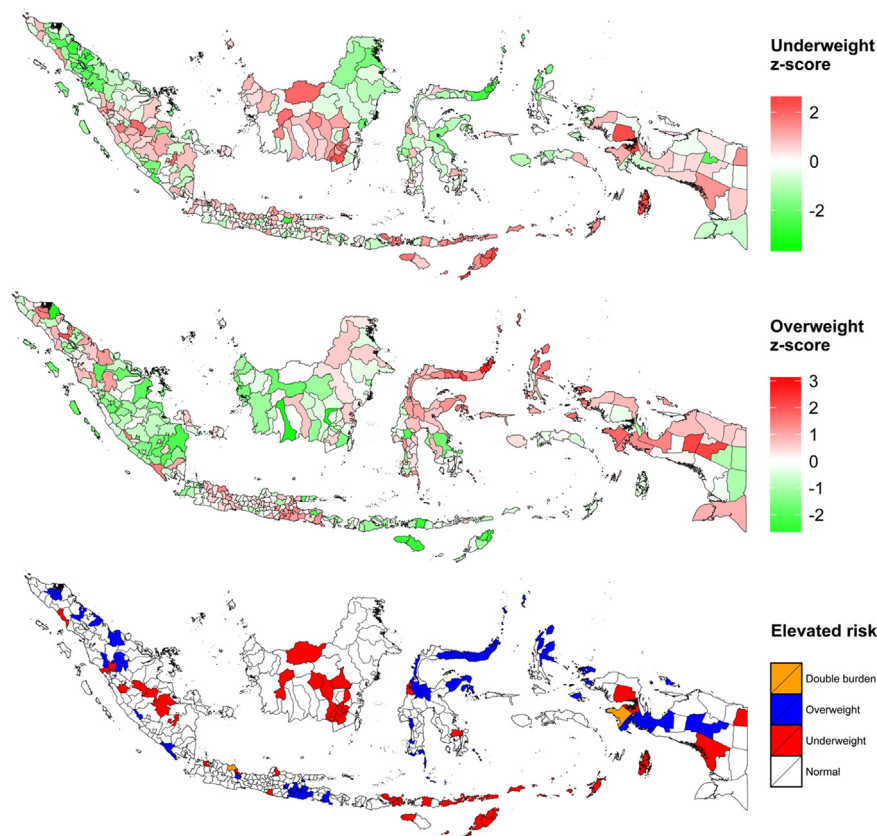 Underweight
z-score
2
0
-2
Overweight
z-score
3
2
1
0
-1
-2
Elevated risk
Double burden
Overweight
Underweight
Normal